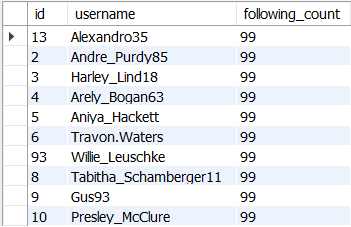 id username following_count
13 Alexandro35 99
2 Andre_Purdy85 99
3 Harley_Lind18 99
4 Arely_Bogan63 99
5 Aniya_Hackett 99
6 Travon.Waters 99
93 Willie_Leuschke 99
8 Tabitha_Schamberger11 99
9 Gus93 99
10 Presley_McClure 99